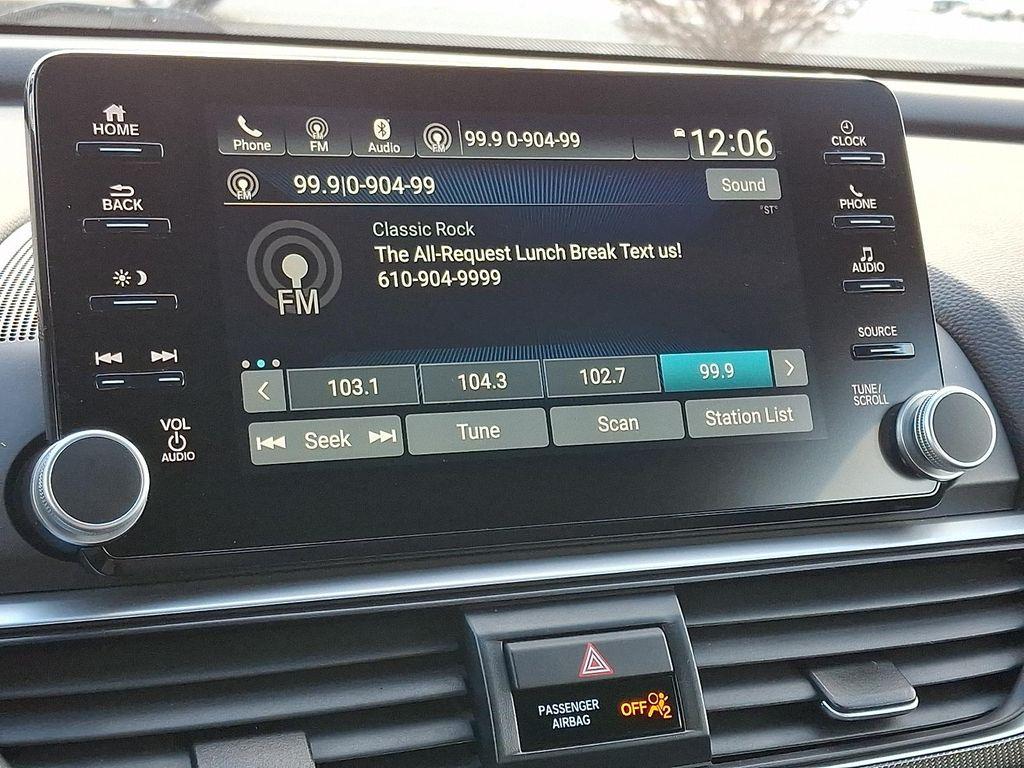 HOME
BACK
VOL
AUDIO
Phone
FM
Audio
FM
99.9 0-904-99
12:06
FM
99.9|0-904-99
Sound
"ST"
Classic Rock
The All-Request Lunch Break Text us!
610-904-9999
FM
103.1
104.3
102.7
99.9
Seek
Tune
Scan
Station List
CLOCK
PHONE
AUDIO
SOURCE
TUNE/
SCROLL
PASSENGER
AIRBAG
OFF
2